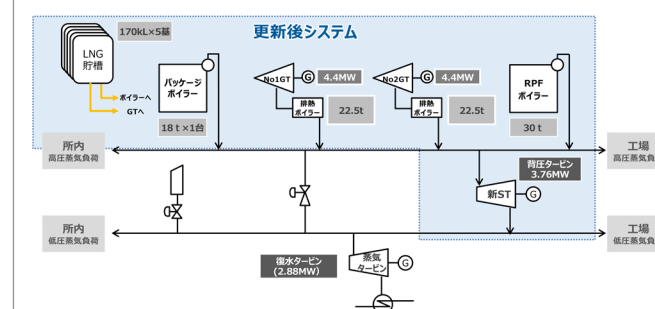 更新後システム
170kL×5基
LNG
貯槽
ボイラーへ
GTへ
パッケージ
ボイラー
18ｔ×1台
No1GT
G
4.4MW
排熱
ボイラー
22.5t
No2GT
G
4.4MW
排熱
ボイラー
22.5t
RPF
ボイラー
30ｔ
所内
高圧蒸気負荷
工場
高圧蒸気負
背圧タービン
3.76MW
新ST
G
所内
低圧蒸気負荷
工場
低圧蒸気負
復水タービン
(2.88MW)
蒸気
タービン
G